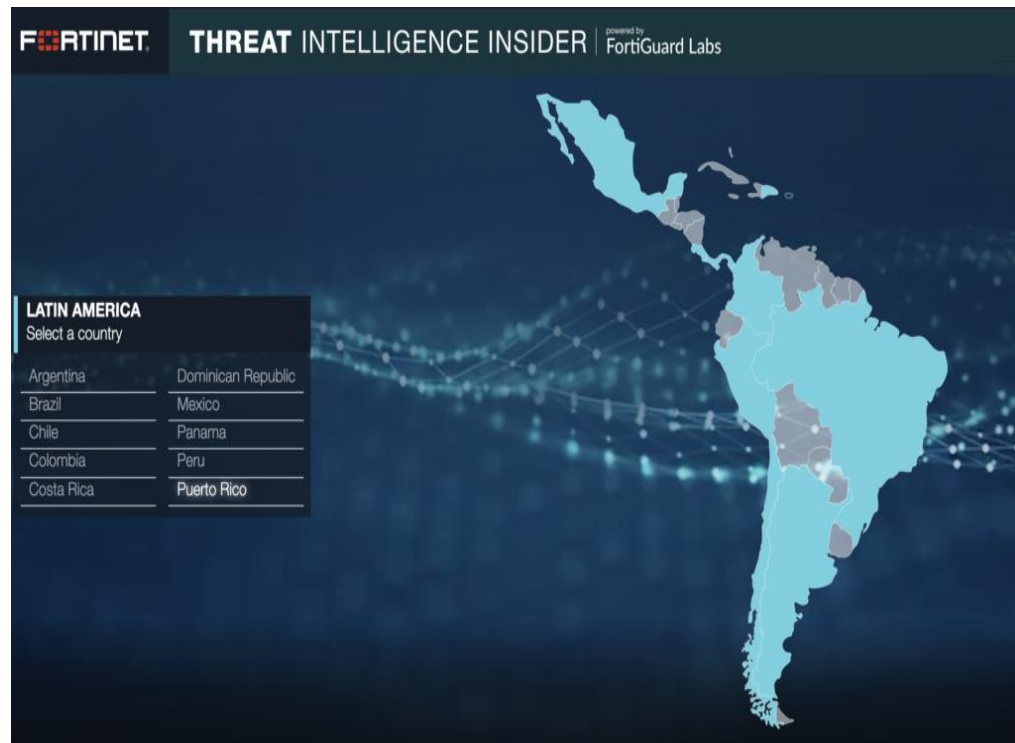 FORTINET. THREAT INTELLIGENCE INSIDER powered by
FortiGuard Labs
LATIN AMERICA
Select a country
Argentina Dominican Republic
Brazil Mexico
Chile Panama
Colombia Peru
Costa Rica Puerto Rico